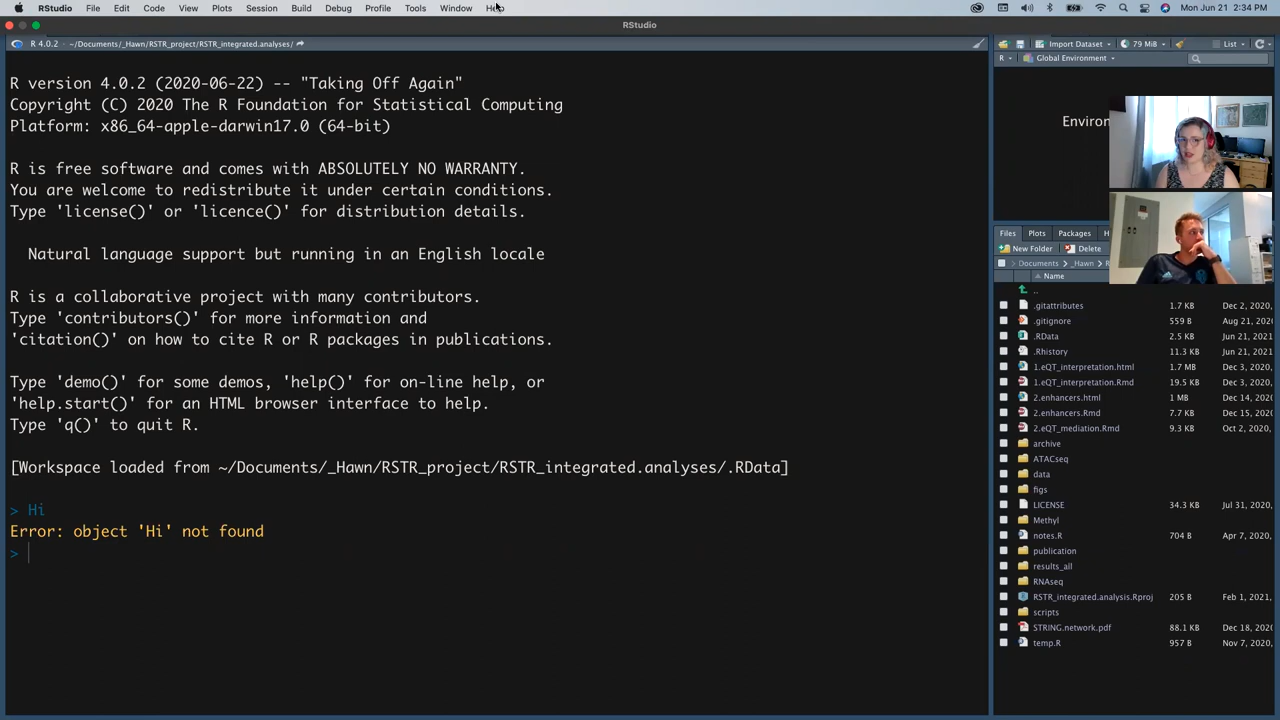 RStudio File Edit Code View Plots Session Build Debug Profile Tools Window Help Mon Jun 21 2:34 PM
RStudio
R 4.0.2 · ~/Documents/_Hawn/RSTR_project/RSTR_integrated.analyses/
R version 4.0.2 (2020-06-22) -- "Taking Off Again"
Copyright (C) 2020 The R Foundation for Statistical Computing
Platform: x86_64-apple-darwin17.0 (64-bit)
R is free software and comes with ABSOLUTELY NO WARRANTY.
You are welcome to redistribute it under certain conditions.
Type 'license()' or 'licence()' for distribution details.
Natural language support but running in an English locale
R is a collaborative project with many contributors.
Type 'contributors()' for more information and
'citation()' on how to cite R or R packages in publications.
Type 'demo()' for some demos, 'help()' for on-line help, or
'help.start()' for an HTML browser interface to help.
Type 'q()' to quit R.
[Workspace loaded from ~/Documents/_Hawn/RSTR_project/RSTR_integrated.analyses/.RData]
> Hi
Error: object 'Hi' not found
>
Import Dataset 79 MiB List
R Global Environment
Environ
Files Plots Packages H
New Folder Delete
Documents _Hawn R
Name
..
.gitattributes 1.7 KB Dec 2, 2020,
.gitignore 559 B Aug 21, 2020,
.RData 2.5 KB Jun 21, 2021,
.Rhistory 11.3 KB Jun 21, 2021,
1.eQT_interpretation.html 1.7 MB Dec 3, 2020,
1.eQT_interpretation.Rmd 19.5 KB Dec 3, 2020,
2.enhancers.html 1 MB Dec 14, 2020,
2.enhancers.Rmd 7.7 KB Dec 15, 2020,
2.eQT_mediation.Rmd 9.3 KB Oct 2, 2020,
archive
ATACseq
data
figs
LICENSE 34.3 KB Jul 31, 2020,
Methyl
notes.R 704 B Apr 7, 2020,
publication
results_all
RNAseq
RSTR_integrated.analysis.Rproj 205 B Feb 1, 2021,
scripts
STRING.network.pdf 88.1 KB Dec 18, 2020,
temp.R 957 B Nov 7, 2020,